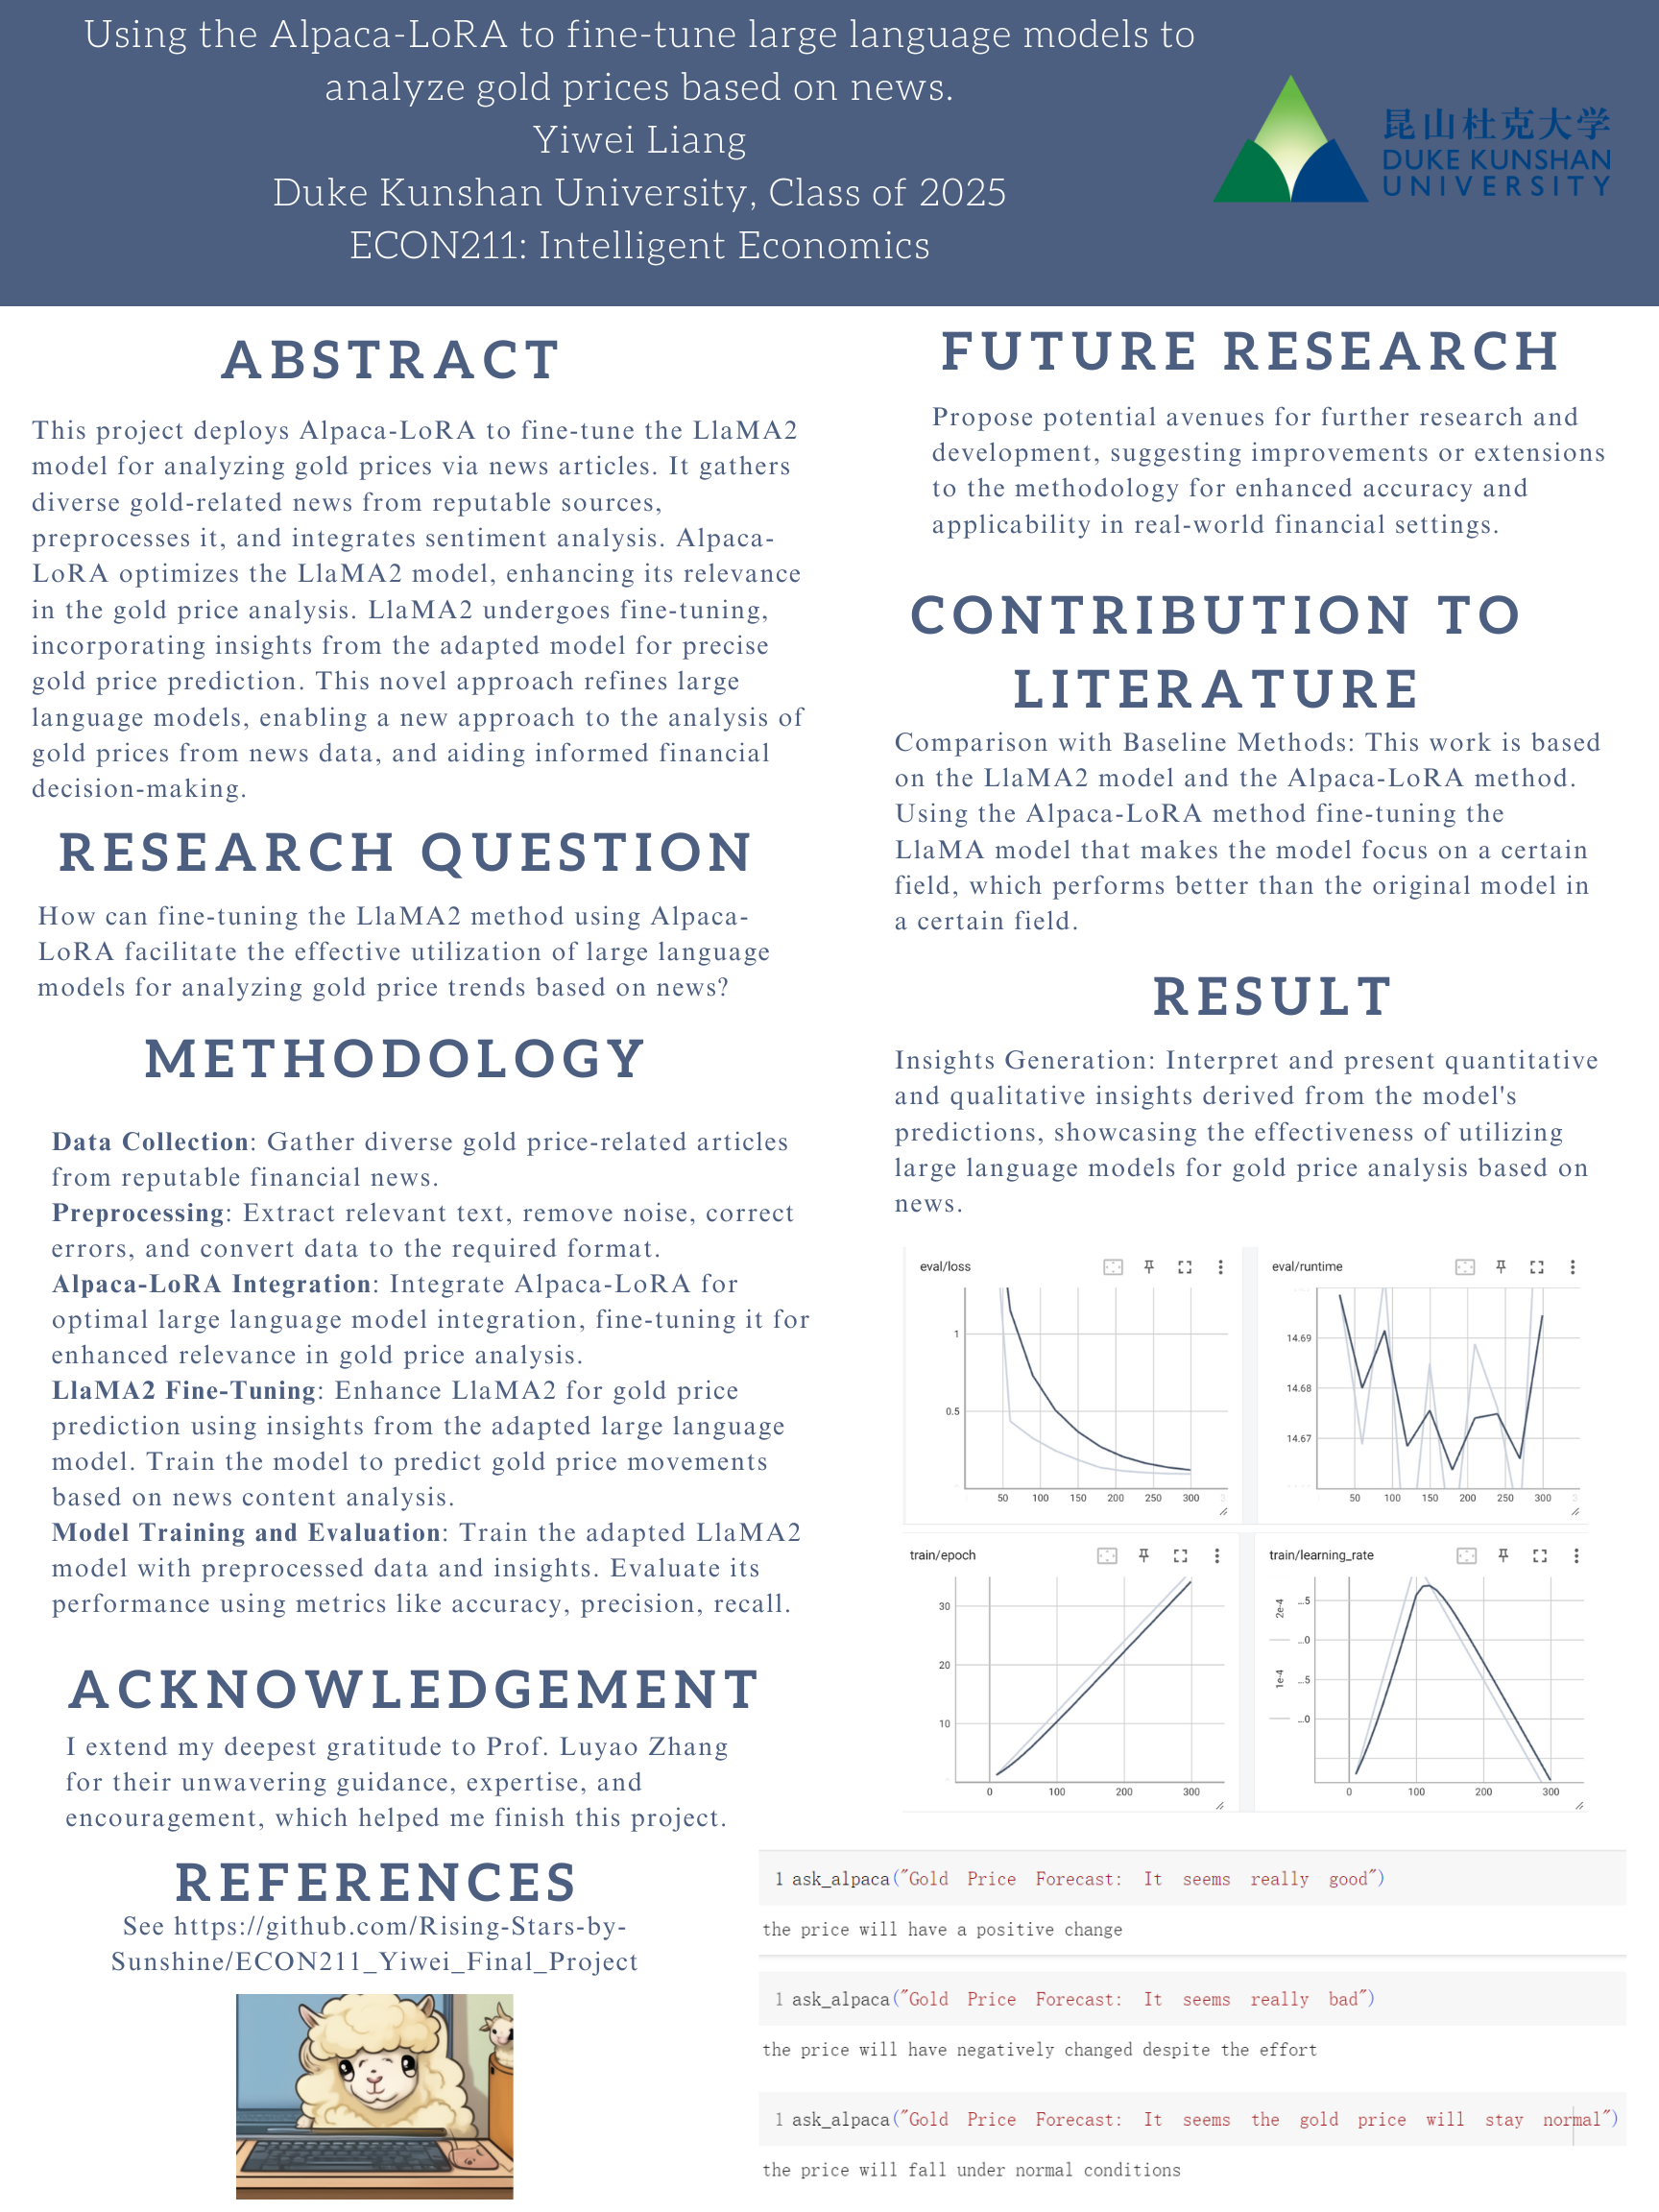 Using the Alpaca-LoRA to fine-tune large language models to
analyze gold prices based on news.
Yiwei Liang
Duke Kunshan University, Class of 2025
ECON211: Intelligent Economics
昆山杜克大学
DUKE KUNSHAN
UNIVERSITY
ABSTRACT
This project deploys Alpaca-LoRA to fine-tune the LlaMA2
model for analyzing gold prices via news articles. It gathers
diverse gold-related news from reputable sources,
preprocesses it, and integrates sentiment analysis. Alpaca-
LoRA optimizes the LlaMA2 model, enhancing its relevance
in the gold price analysis. LlaMA2 undergoes fine-tuning,
incorporating insights from the adapted model for precise
gold price prediction. This novel approach refines large
language models, enabling a new approach to the analysis of
gold prices from news data, and aiding informed financial
decision-making.
RESEARCH QUESTION
How can fine-tuning the LlaMA2 method using Alpaca-
LoRA facilitate the effective utilization of large language
models for analyzing gold price trends based on news?
METHODOLOGY
Data Collection: Gather diverse gold price-related articles
from reputable financial news.
Preprocessing: Extract relevant text, remove noise, correct
errors, and convert data to the required format.
Alpaca-LoRA Integration: Integrate Alpaca-LoRA for
optimal large language model integration, fine-tuning it for
enhanced relevance in gold price analysis.
LlaMA2 Fine-Tuning: Enhance LlaMA2 for gold price
prediction using insights from the adapted large language
model. Train the model to predict gold price movements
based on news content analysis.
Model Training and Evaluation: Train the adapted LlaMA2
model with preprocessed data and insights. Evaluate its
performance using metrics like accuracy, precision, recall.
ACKNOWLEDGEMENT
I extend my deepest gratitude to Prof. Luyao Zhang
for their unwavering guidance, expertise, and
encouragement, which helped me finish this project.
REFERENCES
See https://github.com/Rising-Stars-by-
Sunshine/ECON211_Yiwei_Final_Project
FUTURE RESEARCH
Propose potential avenues for further research and
development, suggesting improvements or extensions
to the methodology for enhanced accuracy and
applicability in real-world financial settings.
CONTRIBUTION TO
LITERATURE
Comparison with Baseline Methods: This work is based
on the LlaMA2 model and the Alpaca-LoRA method.
Using the Alpaca-LoRA method fine-tuning the
LlaMA model that makes the model focus on a certain
field, which performs better than the original model in
a certain field.
RESULT
Insights Generation: Interpret and present quantitative
and qualitative insights derived from the model's
predictions, showcasing the effectiveness of utilizing
large language models for gold price analysis based on
news.
eval/loss
1
0.5
50 100 150 200 250 300 3
eval/runtime
14.69
14.68
14.67
50 100 150 200 250 300 3
train/epoch
30
20
10
0 100 200 300
train/learning_rate
2e-4
...5
...0
1e-4
...5
...0
0 100 200 300
1 ask_alpaca("Gold Price Forecast: It seems really good")
the price will have a positive change
1 ask_alpaca("Gold Price Forecast: It seems really bad")
the price will have negatively changed despite the effort
1 ask_alpaca("Gold Price Forecast: It seems the gold price will stay normal")
the price will fall under normal conditions